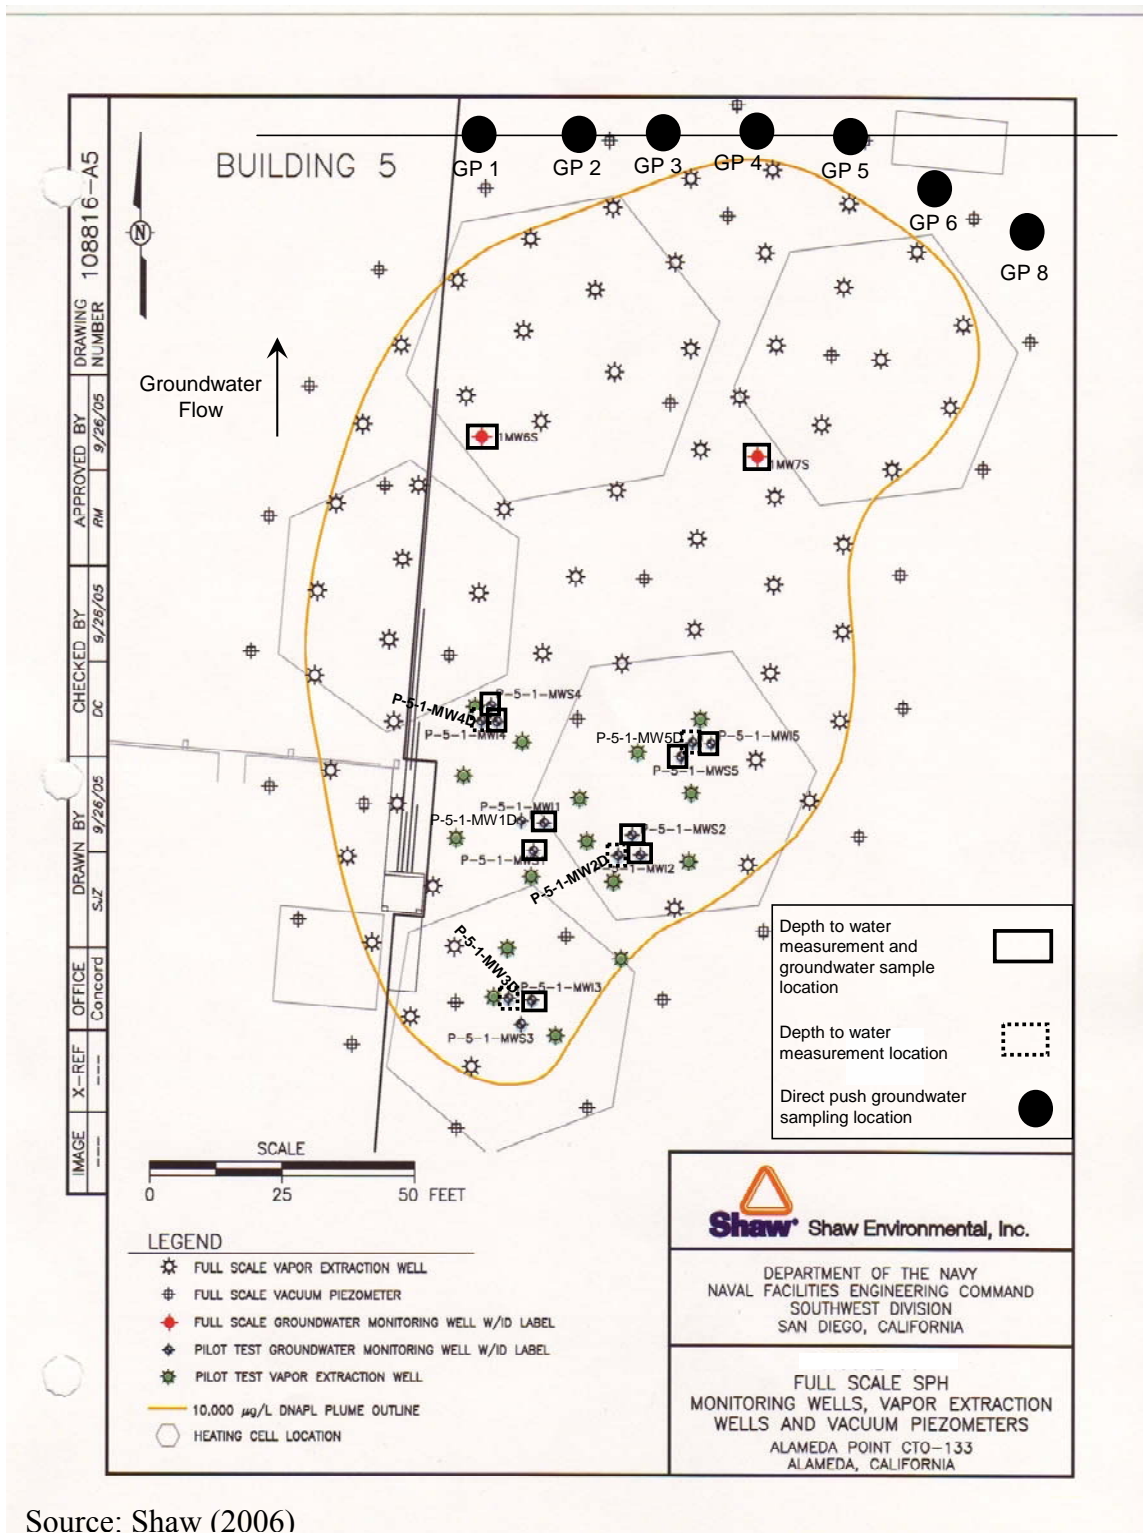 BUILDING 5
GP 1
GP 2
GP 3
GP 4
GP 5
GP 6
GP 8
N
Groundwater
Flow
1MW6S
1MW7S
P-5-1-MWS4
P-5-1-MW4D
P-5-1-MWI4
P-5-1-MW5D
P-5-1-MWI5
P-5-1-MWS5
P-5-1-MWI1
P-5-1-MW1D
P-5-1-MWS2
P-5-1-MWS1
P-5-1-MW2D
-1-MWI2
P-5-1-MW3D
P-5-1-MWI3
P-5-1-MWS3
Depth to water
measurement and
groundwater sample
location
Depth to water
measurement location
Direct push groundwater
sampling location
SCALE
0 25 50 FEET
LEGEND
FULL SCALE VAPOR EXTRACTION WELL
FULL SCALE VACUUM PIEZOMETER
FULL SCALE GROUNDWATER MONITORING WELL W/ID LABEL
PILOT TEST GROUNDWATER MONITORING WELL W/ID LABEL
PILOT TEST VAPOR EXTRACTION WELL
10,000 µg/L DNAPL PLUME OUTLINE
HEATING CELL LOCATION
Shaw® Shaw Environmental, Inc.
DEPARTMENT OF THE NAVY
NAVAL FACILITIES ENGINEERING COMMAND
SOUTHWEST DIVISION
SAN DIEGO, CALIFORNIA
FULL SCALE SPH
MONITORING WELLS, VAPOR EXTRACTION
WELLS AND VACUUM PIEZOMETERS
ALAMEDA POINT CTO-133
ALAMEDA, CALIFORNIA
IMAGE X-REF OFFICE DRAWN BY CHECKED BY APPROVED BY DRAWING
--- --- Concord SJZ 9/26/05 DC 9/26/05 RM 9/26/05 NUMBER 108816-A5
Source: Shaw (2006)